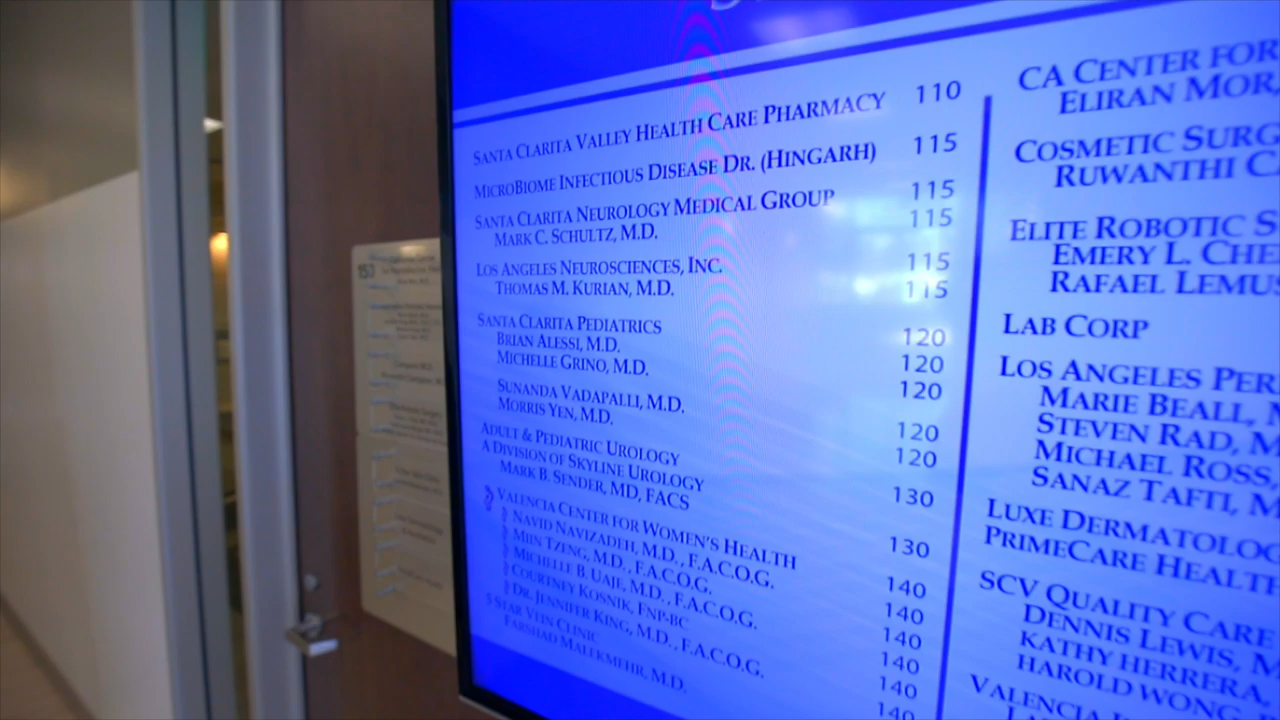 SANTA CLARITA VALLEY HEALTH CARE PHARMACY 110
MICROBIOME INFECTIOUS DISEASE DR. (HINGARH) 115
SANTA CLARITA NEUROLOGY MEDICAL GROUP 115
MARK C. SCHULTZ, M.D. 115
LOS ANGELES NEUROSCIENCES, INC. 115
THOMAS M. KURIAN, M.D. 115
SANTA CLARITA PEDIATRICS 120
BRIAN ALESSI, M.D. 120
MICHELLE GRINO, M.D. 120
SUNANDA VADAPALLI, M.D. 120
MORRIS YEN, M.D. 120
ADULT & PEDIATRIC UROLOGY 130
A DIVISION OF SKYLINE UROLOGY
MARK B. SENDER, MD, FACS 130
VALENCIA CENTER FOR WOMEN'S HEALTH 140
NAVID NAVIZADEH, M.D., F.A.C.O.G. 140
MIIN TZENG, M.D., F.A.C.O.G. 140
MICHELLE B. UAJE, M.D., F.A.C.O.G. 140
COURTNEY KOSNIK, FNP-BC 140
DR. JENNIFER KING, M.D., F.A.C.O.G. 140
5 STAR VEIN CLINIC
FARSHAD MALEKMEHR, M.D.
CA CENTER FOR
ELIRAN MOR,
COSMETIC SURG
RUWANTHI C
ELITE ROBOTIC S
EMERY L. CHE
RAFAEL LEMUS
LAB CORP
LOS ANGELES PER
MARIE BEALL, M
STEVEN RAD, M
MICHAEL ROSS,
SANAZ TAFTI, M
LUXE DERMATOLOG
PRIMECARE HEALTH
SCV QUALITY CARE
DENNIS LEWIS, M
KATHY HERRERA,
HAROLD WONG,
VALENCIA